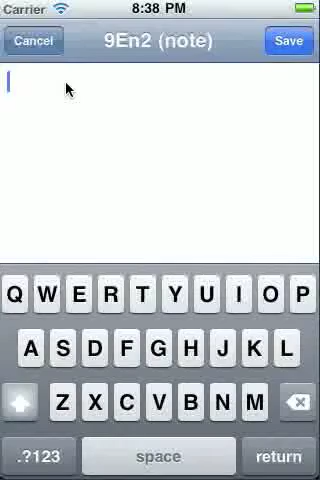 Carrier 8:38 PM
Cancel 9En2 (note) Save
Q W E R T Y U I O P
A S D F G H J K L
Z X C V B N M
.?123 space return